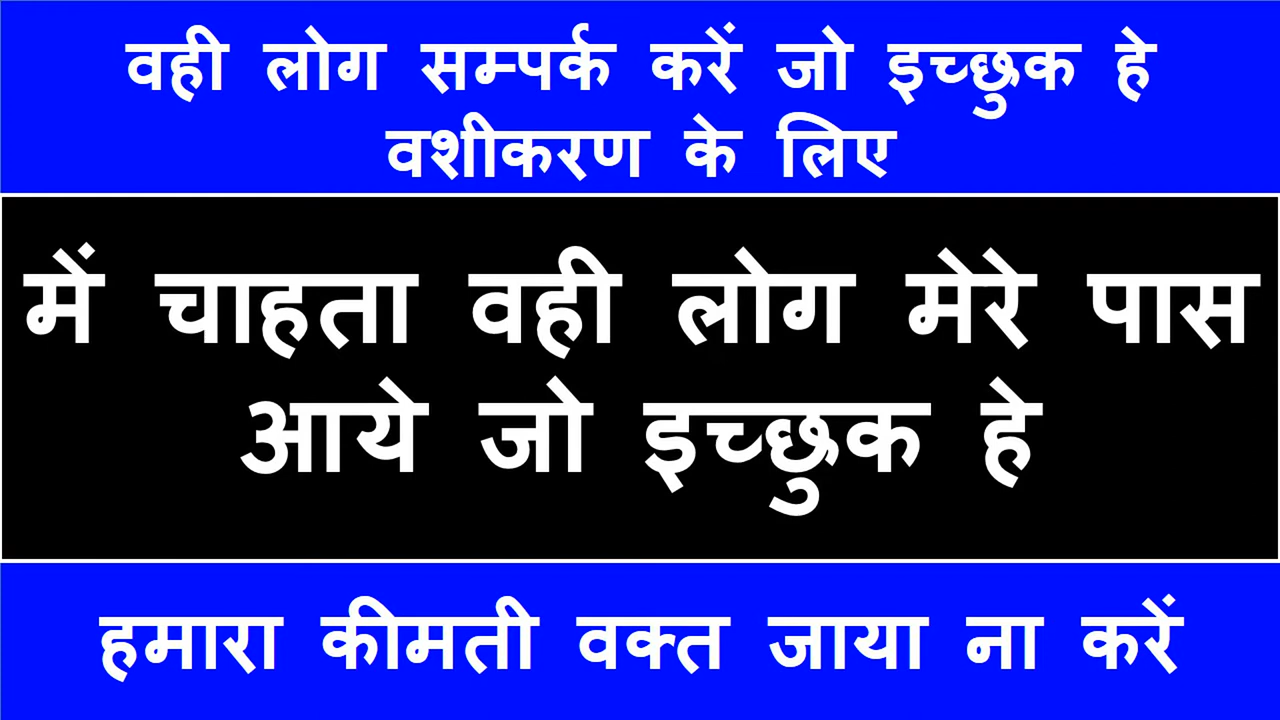 वही लोग सम्पर्क करें जो इच्छुक हे
वशीकरण के लिए
में चाहता वही लोग मेरे पास
आये जो इच्छुक हे
हमारा कीमती वक्त जाया ना करें